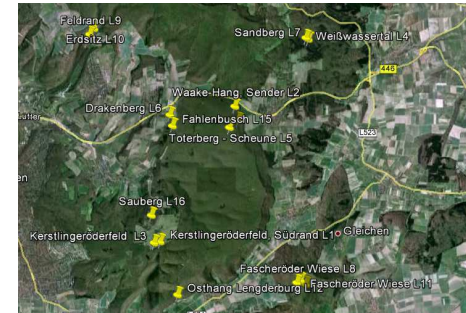 Feldrand L9
Erdsitz L10
Sandberg L7
Weißwassertal L4
446
Waake-Hang, Sender L2
Drakenberg L6
Fahlenbusch L15
Toterberg - Scheune L5
L523
Sauberg L16
Kerstlingeröderfeld L3
Kerstlingeröderfeld, Südrand L1
Gleichen
Fascheröder Wiese L8
Fascheröder Wiese L11
Osthang Lengderburg L12